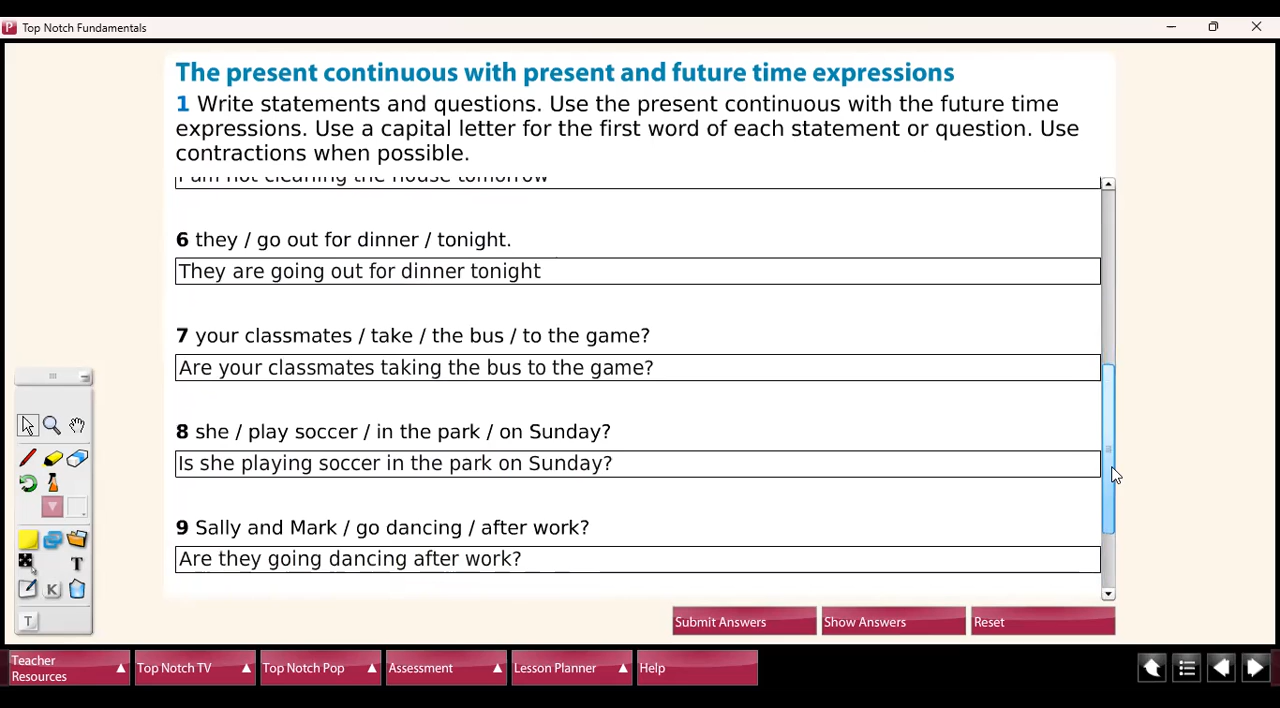 Top Notch Fundamentals
The present continuous with present and future time expressions
1 Write statements and questions. Use the present continuous with the future time
expressions. Use a capital letter for the first word of each statement or question. Use
contractions when possible.
I am not cleaning the house tomorrow
6 they / go out for dinner / tonight.
They are going out for dinner tonight
7 your classmates / take / the bus / to the game?
Are your classmates taking the bus to the game?
8 she / play soccer / in the park / on Sunday?
Is she playing soccer in the park on Sunday?
9 Sally and Mark / go dancing / after work?
Are they going dancing after work?
Submit Answers
Show Answers
Reset
T
K
T
Teacher
Resources
Top Notch TV
Top Notch Pop
Assessment
Lesson Planner
Help